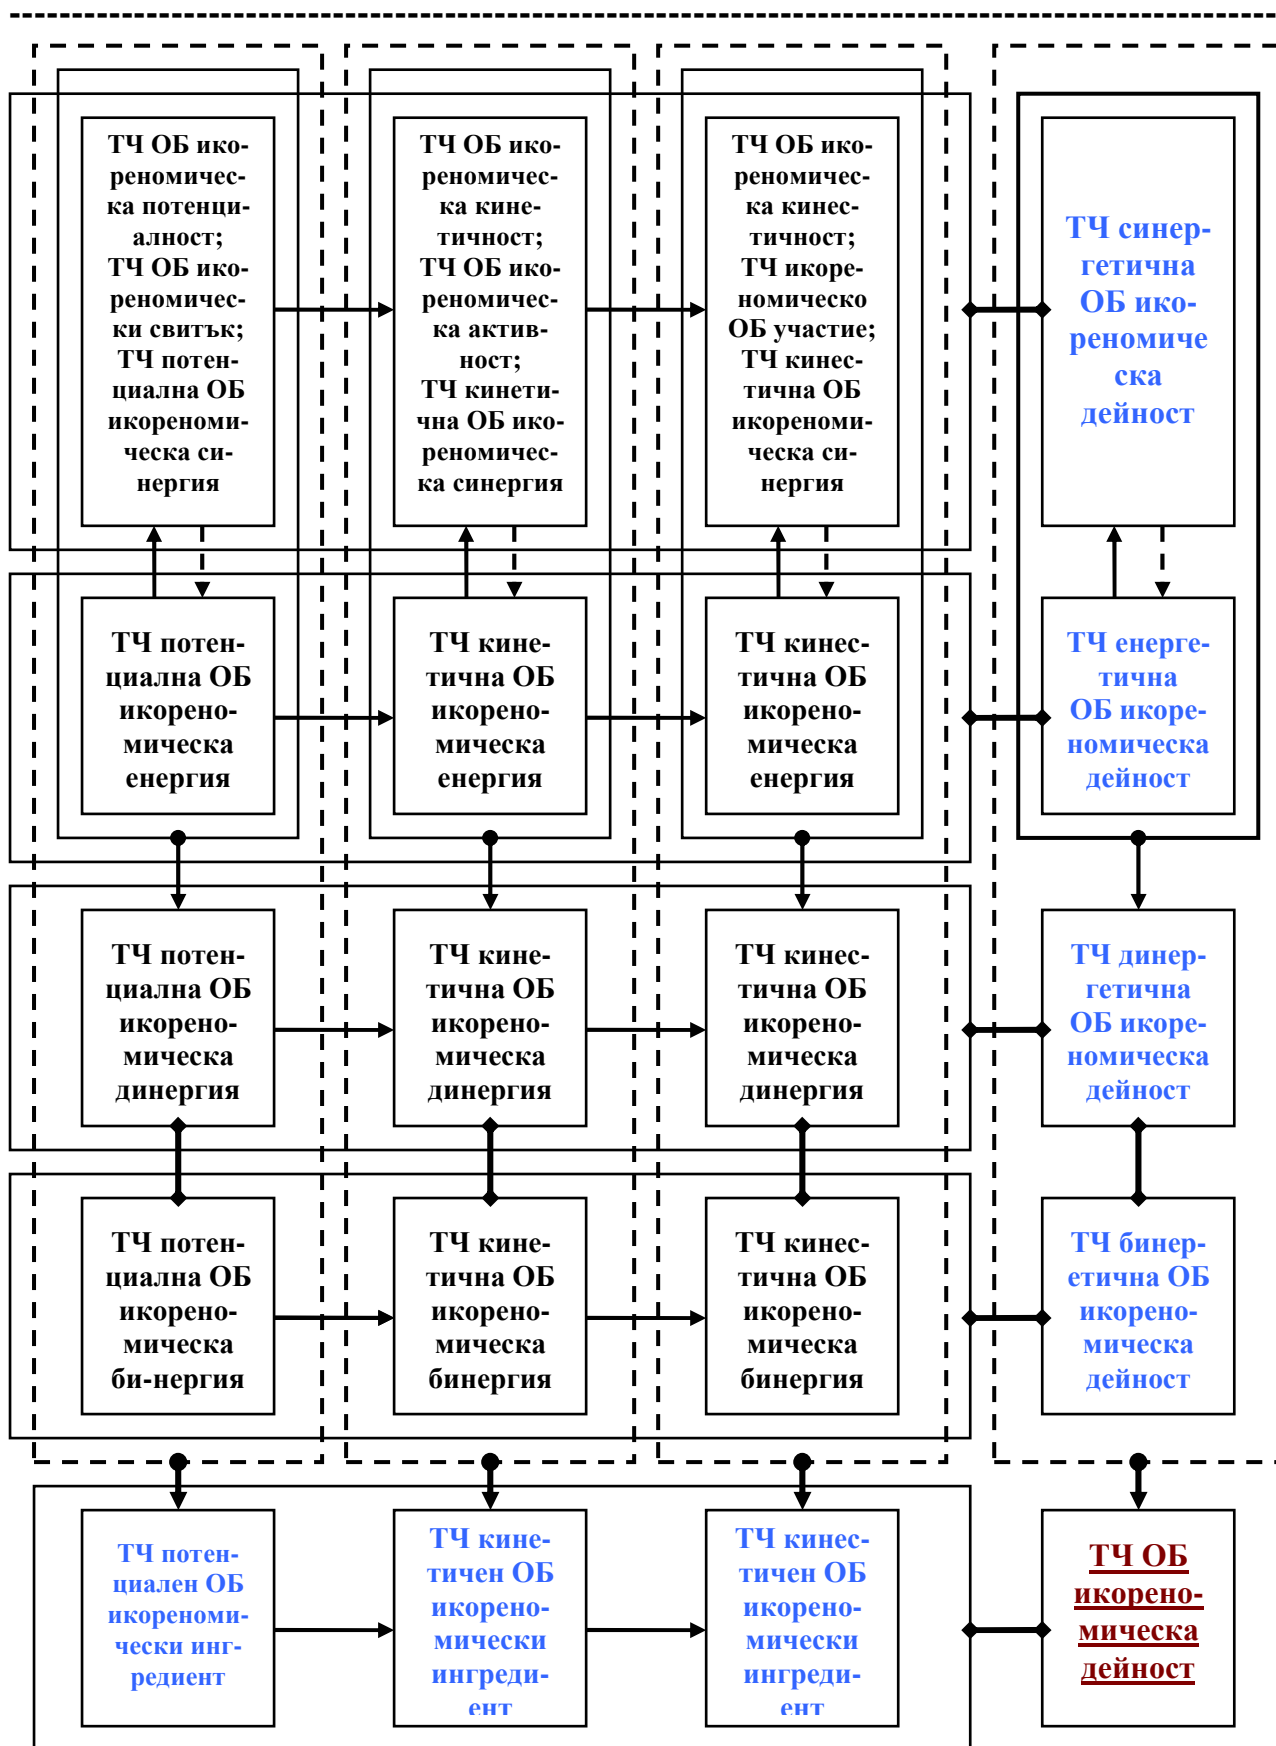 ТЧ ОБ ико-
реномичес-
ка потенци-
алност;
ТЧ ОБ ико-
реномичес-
ки свитък;
ТЧ потен-
циална ОБ
икореноми-
ческа си-
нергия
ТЧ ОБ ико-
реномичес-
ка кине-
тичност;
ТЧ ОБ ико-
реномичес-
ка актив-
ност;
ТЧ кинети-
чна ОБ ико-
реномичес-
ка синергия
ТЧ ОБ ико-
реномичес-
ка кинес-
тичност;
ТЧ икоре-
номическо
ОБ участие;
ТЧ кинес-
тична ОБ
икореноми-
ческа си-
нергия
ТЧ синер-
гетична
ОБ ико-
реномиче
ска
дейност
ТЧ потен-
циална ОБ
икорено-
мическа
енергия
ТЧ кине-
тична ОБ
икорено-
мическа
енергия
ТЧ кинес-
тична ОБ
икорено-
мическа
енергия
ТЧ енерге-
тична
ОБ икоре-
номическа
дейност
ТЧ потен-
циална ОБ
икорено-
мическа
динергия
ТЧ кине-
тична ОБ
икорено-
мическа
динергия
ТЧ кинес-
тична ОБ
икорено-
мическа
динергия
ТЧ динер-
гетична
ОБ икоре-
номическа
дейност
ТЧ потен-
циална ОБ
икорено-
мическа
би-нергия
ТЧ кине-
тична ОБ
икорено-
мическа
бинергия
ТЧ кинес-
тична ОБ
икорено-
мическа
бинергия
ТЧ бинер-
етична ОБ
икорено-
мическа
дейност
ТЧ потен-
циален ОБ
икореноми-
чески инг-
редиент
ТЧ кине-
тичен ОБ
икорено-
мически
ингреди-
ент
ТЧ кинес-
тичен ОБ
икорено-
мически
ингреди-
ент
ТЧ ОБ
икорено-
мическа
дейност